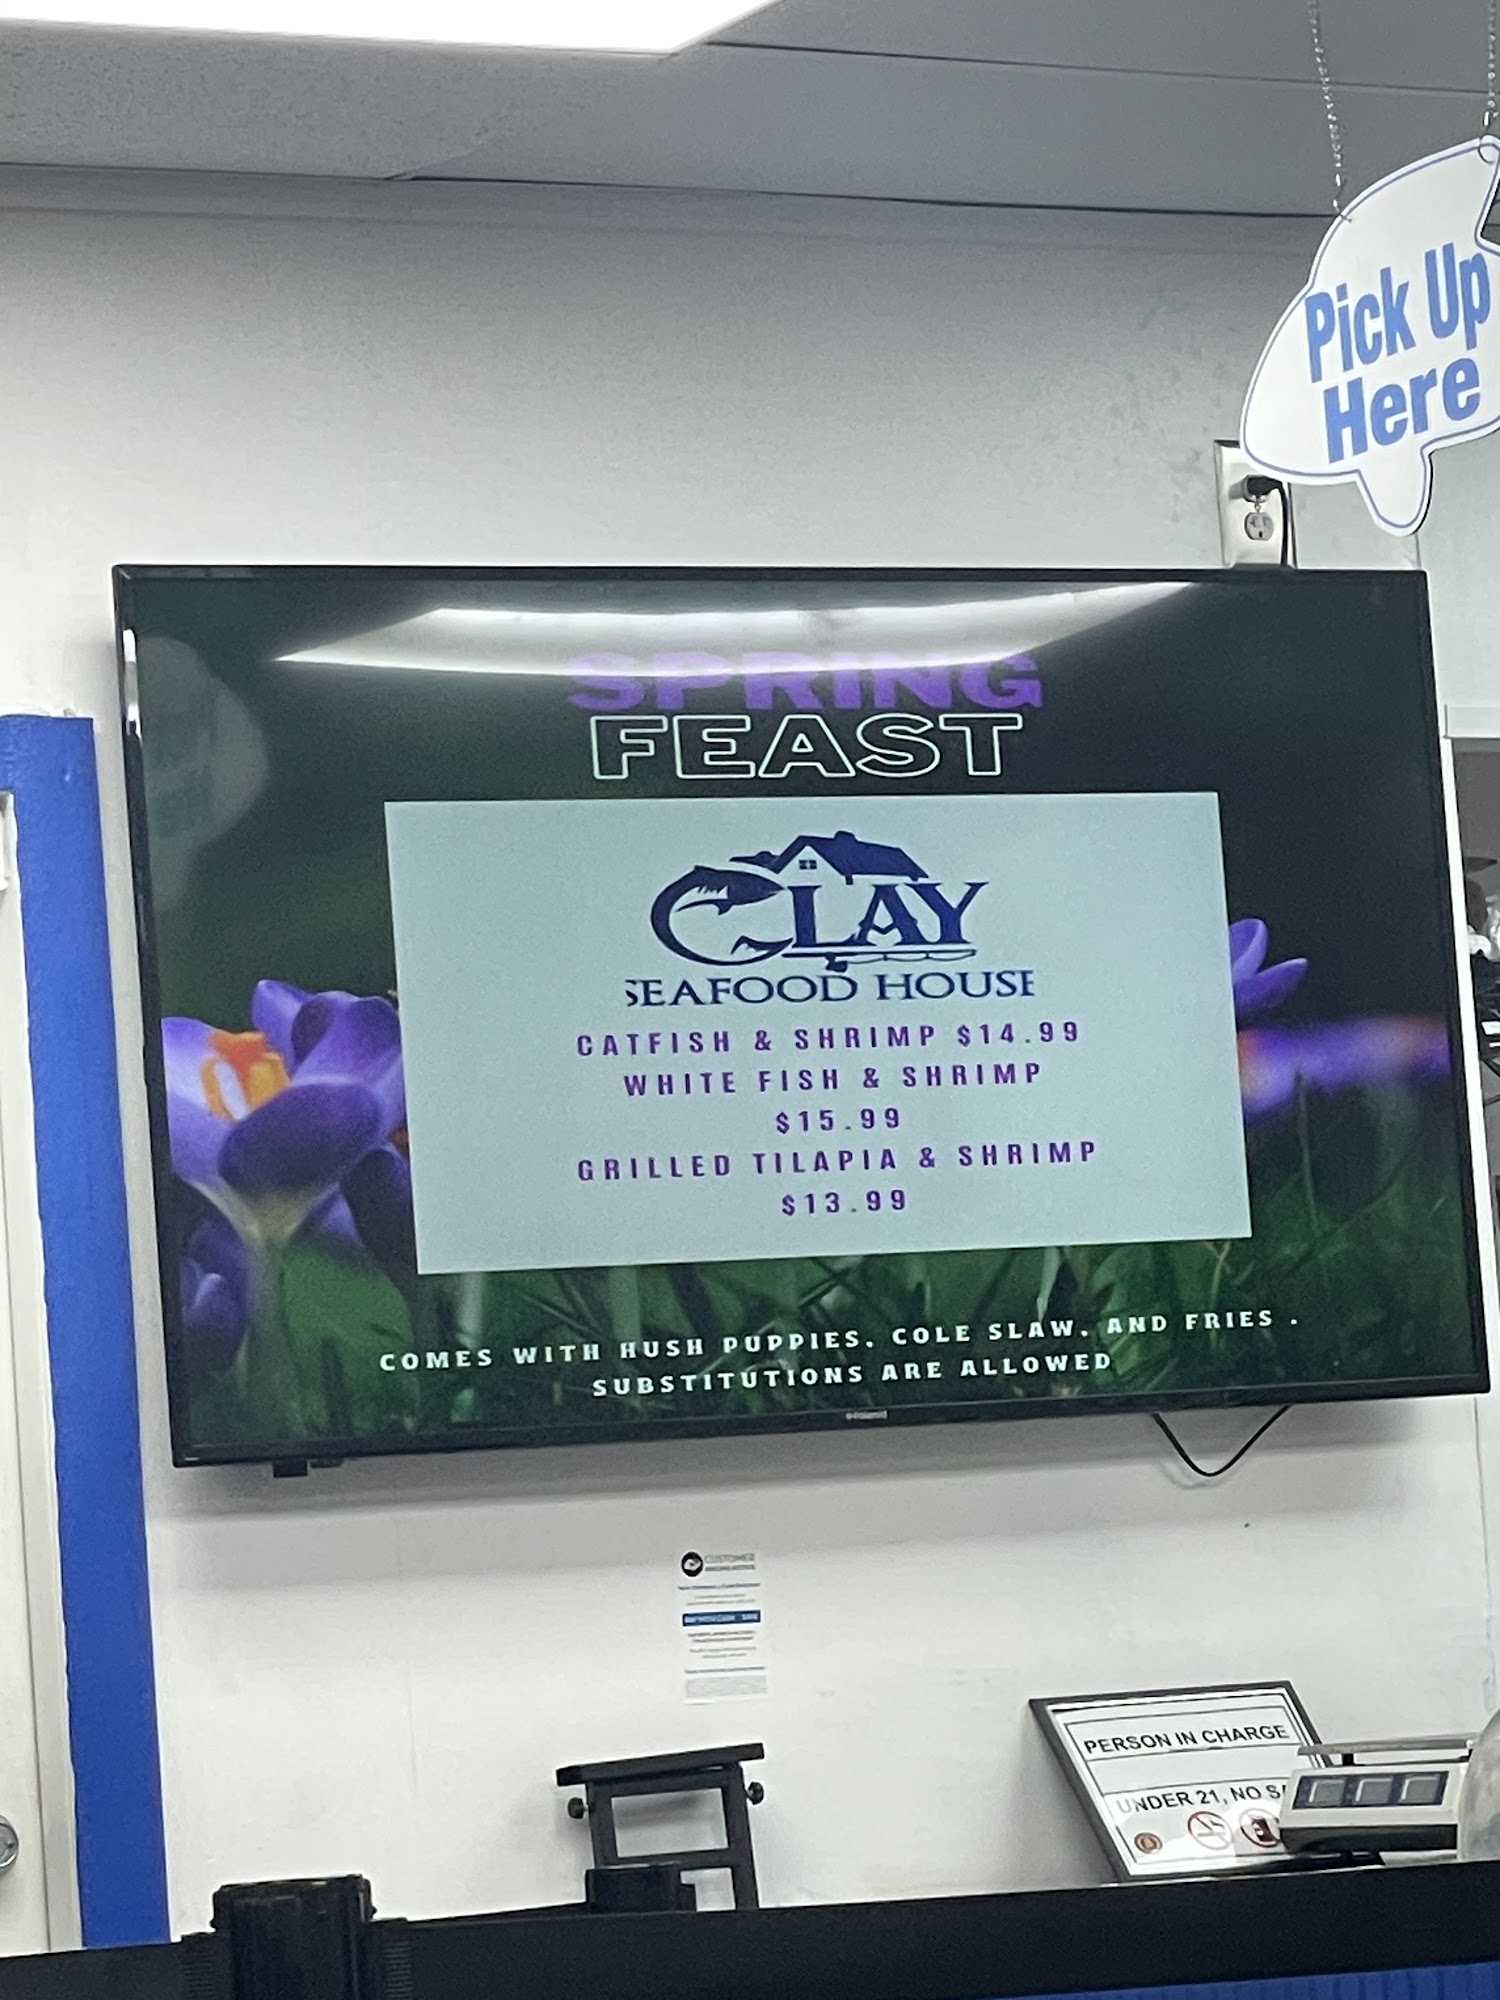 Pick Up
Here
SPRING
FEAST
CLAY
SEAFOOD HOUSE
CATFISH & SHRIMP $14.99
WHITE FISH & SHRIMP
$15.99
GRILLED TILAPIA & SHRIMP
$13.99
COMES WITH HUSH PUPPIES, COLE SLAW, AND FRIES .
SUBSTITUTIONS ARE ALLOWED
CUSTOMER
PERSON IN CHARGE
UNDER 21, NO